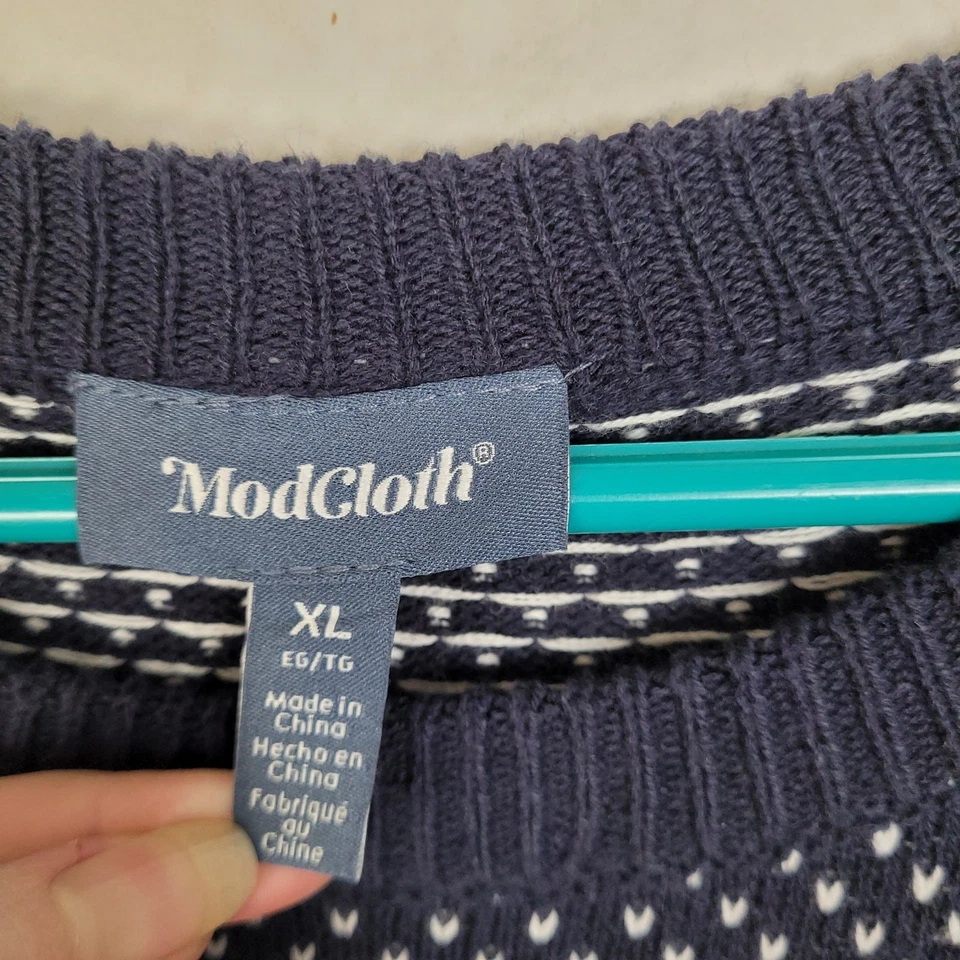 ModCloth®
XL
EG/TG
Made in
China
Hecho en
China
Fabriqué
au
Chine